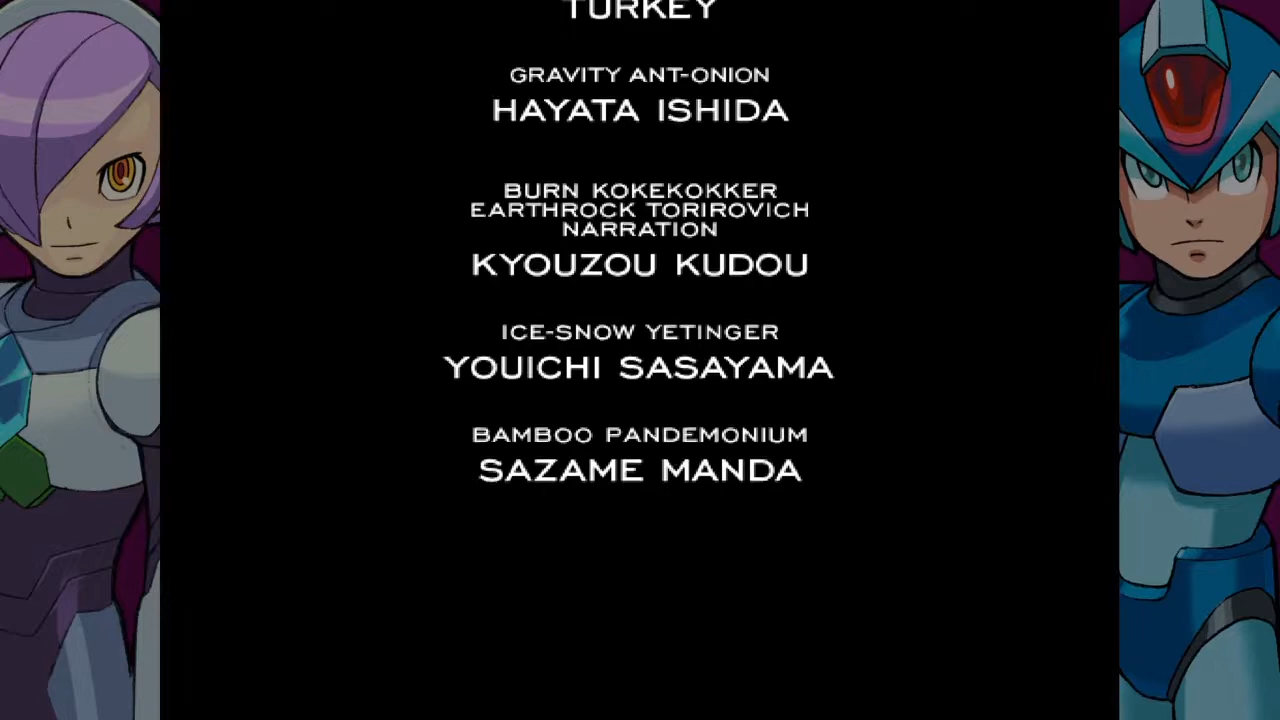 TURKEY
GRAVITY ANT-ONION
HAYATA ISHIDA
BURN KOKEKOKKER
EARTHROCK TORIROVICH
NARRATION
KYOUZOU KUDOU
ICE-SNOW YETINGER
YOUICHI SASAYAMA
BAMBOO PANDEMONIUM
SAZAME MANDA